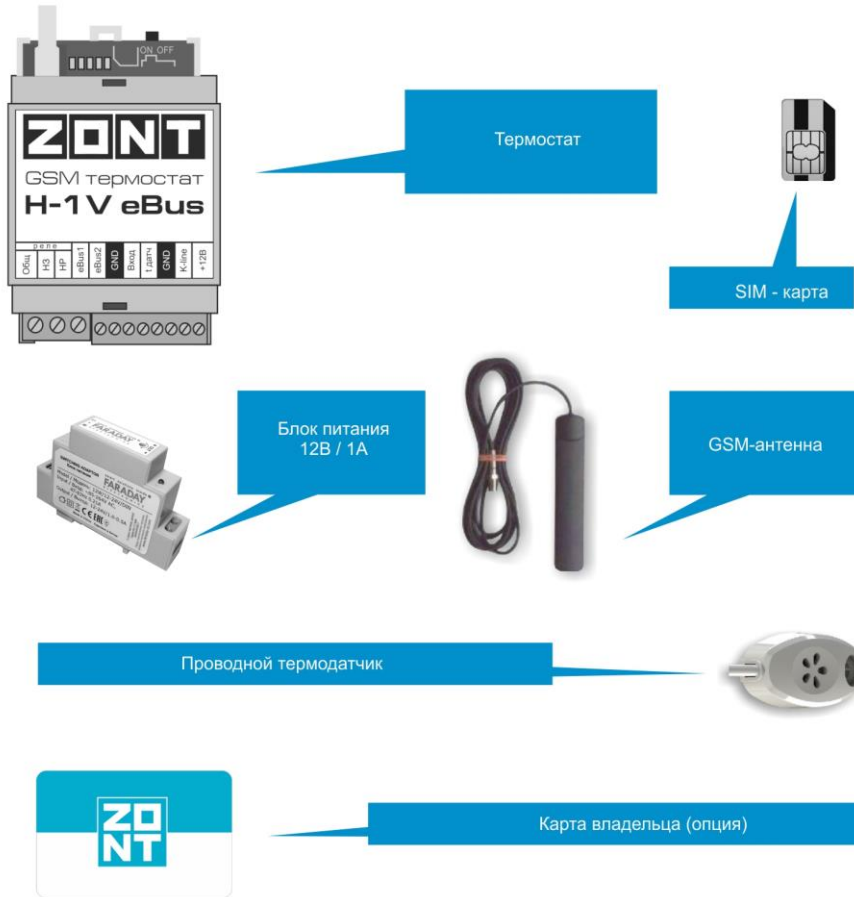 ON OFF
ZONT
GSM термостат
H-1V eBus
реле
Общ
НЗ
НР
eBus1
eBus2
GND
Вход
t датч
GND
K-line
+12В
Термостат
SIM - карта
FARADAY
FARADAY
Блок питания
12В / 1А
GSM-антенна
Проводной термодатчик
ZO
NT
Карта владельца (опция)